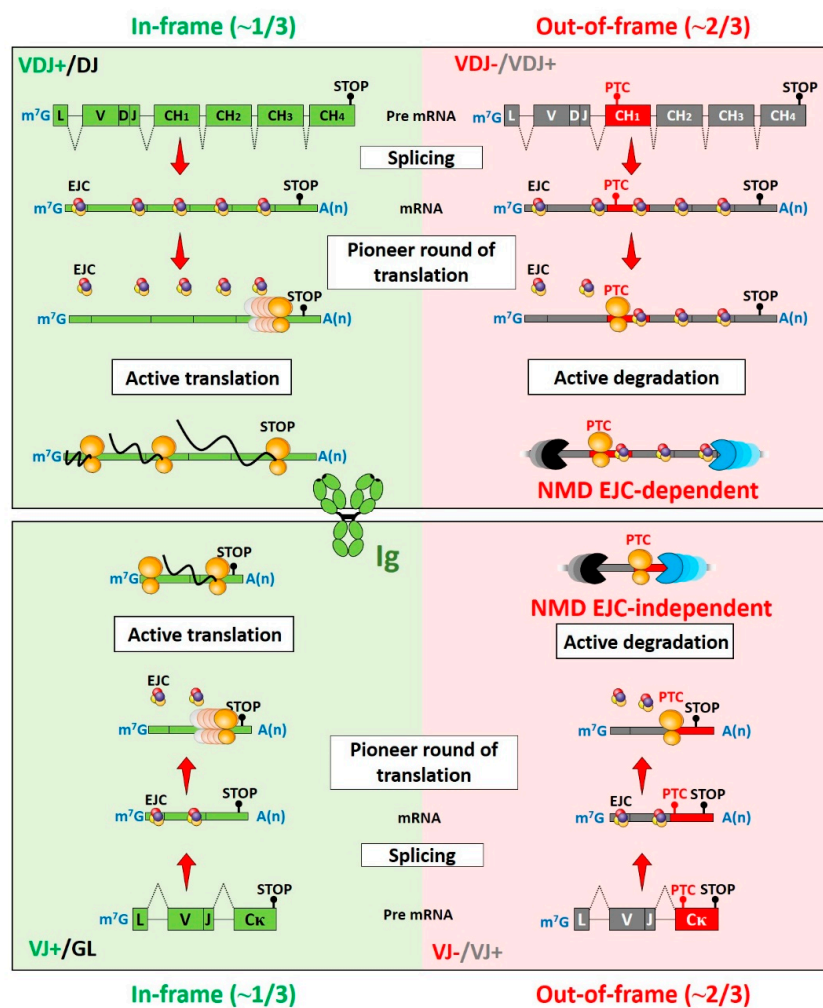 In-frame (~1/3) Out-of-frame (~2/3)
VDJ+/DJ VDJ-/VDJ+
STOP PTC STOP
m⁷G L V D J CH₁ CH₂ CH₃ CH₄ Pre mRNA m⁷G L V D J CH₁ CH₂ CH₃ CH₄
Splicing
EJC STOP EJC PTC STOP
m⁷G A(n) mRNA m⁷G A(n)
Pioneer round of
translation
EJC STOP EJC PTC STOP
m⁷G A(n) m⁷G A(n)
Active translation Active degradation
STOP PTC
m⁷G A(n)
NMD EJC-dependent
Ig
STOP PTC
m⁷G A(n)
NMD EJC-independent
Active translation Active degradation
EJC STOP PTC STOP
m⁷G A(n) m⁷G A(n)
Pioneer round of
translation
EJC STOP EJC PTC STOP
m⁷G A(n) mRNA m⁷G A(n)
Splicing
STOP PTC STOP
m⁷G L V J Cκ Pre mRNA m⁷G L V J Cκ
VJ+/GL VJ-/VJ+
In-frame (~1/3) Out-of-frame (~2/3)